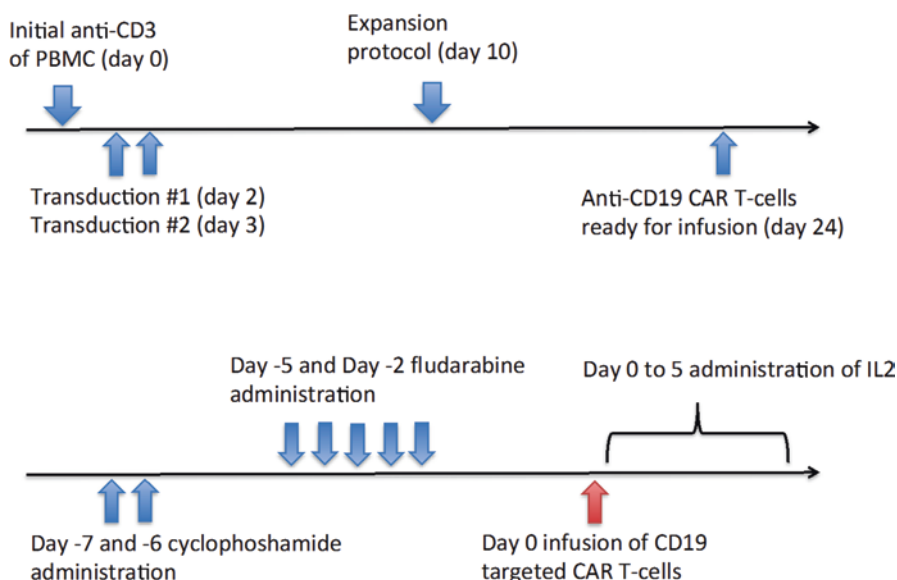 Initial anti-CD3
of PBMC (day 0)
Expansion
protocol (day 10)
Transduction #1 (day 2)
Transduction #2 (day 3)
Anti-CD19 CAR T-cells
ready for infusion (day 24)
Day -5 and Day -2 fludarabine
administration
Day 0 to 5 administration of IL2
Day -7 and -6 cyclophoshamide
administration
Day 0 infusion of CD19
targeted CAR T-cells